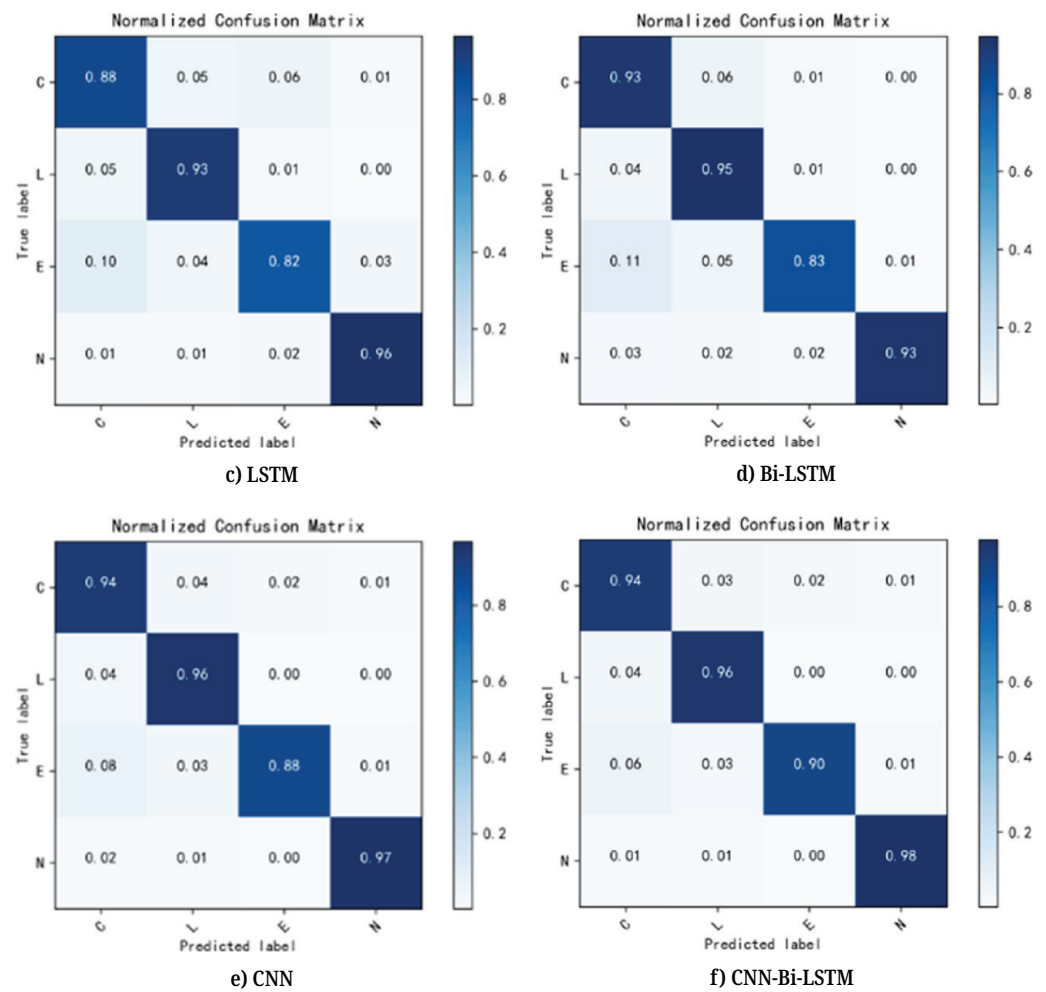 Normalized Confusion Matrix
C 0.88 0.05 0.06 0.01
L 0.05 0.93 0.01 0.00
E 0.10 0.04 0.82 0.03
N 0.01 0.01 0.02 0.96
C L E N
True label
Predicted label
0.8
0.6
0.4
0.2
c) LSTM
Normalized Confusion Matrix
C 0.93 0.06 0.01 0.00
L 0.04 0.95 0.01 0.00
E 0.11 0.05 0.83 0.01
N 0.03 0.02 0.02 0.93
C L E N
True label
Predicted label
0.8
0.6
0.4
0.2
d) Bi-LSTM
Normalized Confusion Matrix
C 0.94 0.04 0.02 0.01
L 0.04 0.96 0.00 0.00
E 0.08 0.03 0.88 0.01
N 0.02 0.01 0.00 0.97
C L E N
True label
Predicted label
0.8
0.6
0.4
0.2
e) CNN
Normalized Confusion Matrix
C 0.94 0.03 0.02 0.01
L 0.04 0.96 0.00 0.00
E 0.06 0.03 0.90 0.01
N 0.01 0.01 0.00 0.98
C L E N
True label
Predicted label
0.8
0.6
0.4
0.2
f) CNN-Bi-LSTM